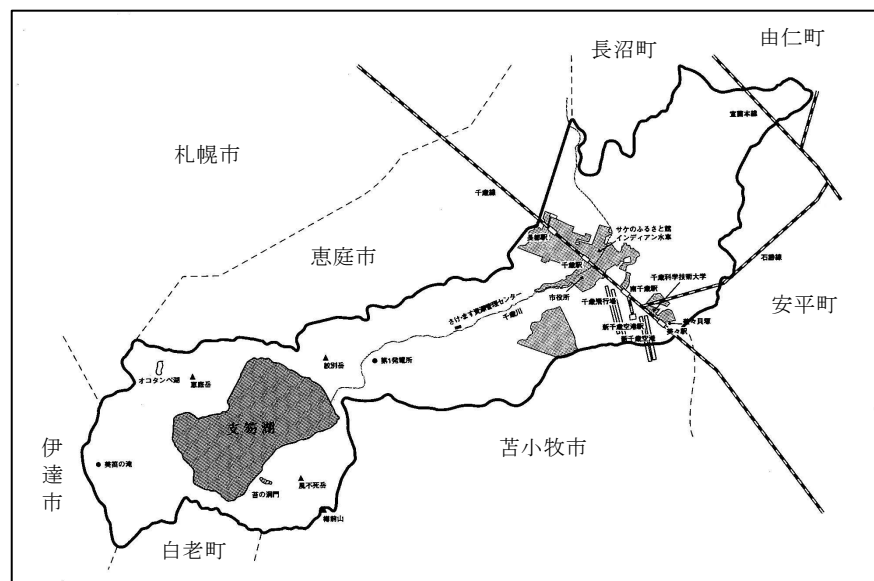 由仁町
長沼町
室蘭本線
札幌市
千歳線
サケのふるさと館
インディアン水車
長都駅
恵庭市
千歳駅
石勝線
千歳科学技術大学
南千歳駅
市役所
千歳飛行場
安平町
さけ・ます資源管理センター
千歳川
新千歳空港駅
美々貝塚
美々駅
新千歳空港
紋別岳
第1発電所
オコタンペ湖
恵庭岳
支笏湖
苫小牧市
伊達市
美笛の滝
苔の洞門
風不死岳
樽前山
白老町